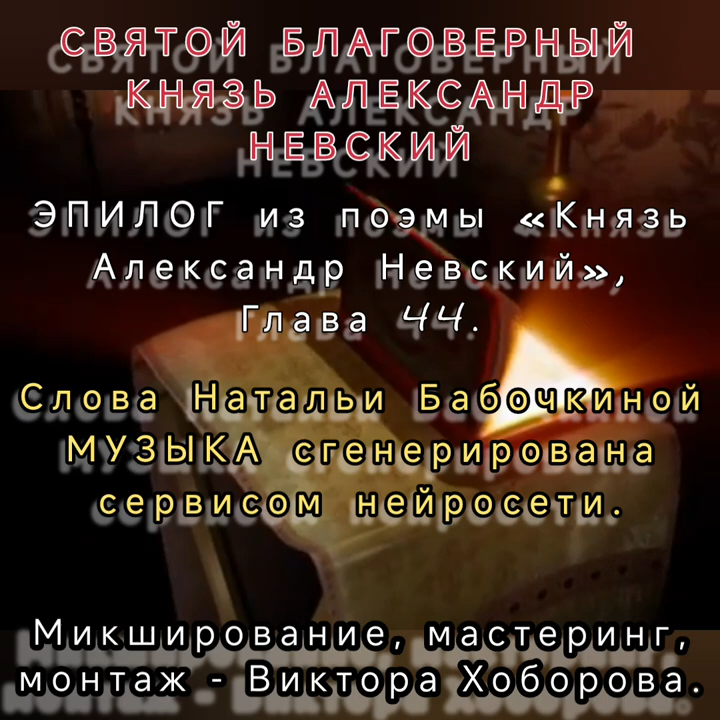 СВЯТОЙ БЛАГОВЕРНЫЙ
КНЯЗЬ АЛЕКСАНДР
НЕВСКИЙ
ЭПИЛОГ из поэмы «Князь
Александр Невский»,
Глава 44.
Слова Натальи Бабочкиной
МУЗЫКА сгенерирована
сервисом нейросети.
Микширование, мастеринг,
монтаж - Виктора Хоборова.